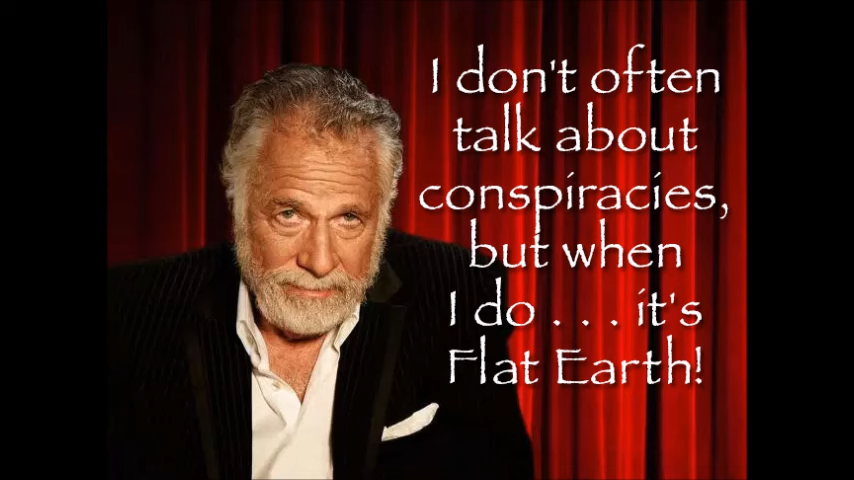 I don't often
talk about
conspiracies,
but when
I do . . . it's
Flat Earth!